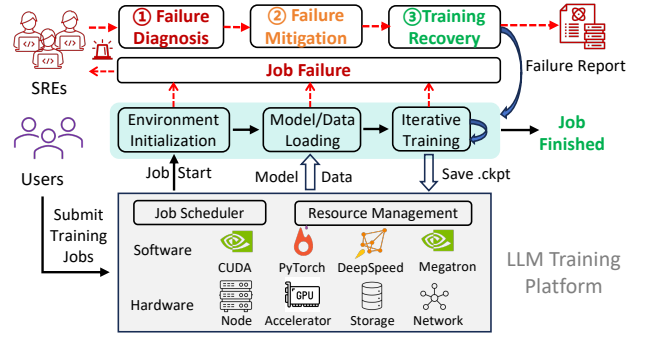 ① Failure
Diagnosis
② Failure
Mitigation
③Training
Recovery
SREs
Job Failure
Failure Report
Environment
Initialization
Model/Data
Loading
Iterative
Training
Job
Finished
Users
Job Start
Model Data
Save .ckpt
Submit
Training
Jobs
Job Scheduler
Resource Management
Software
CUDA
PyTorch
DeepSpeed
Megatron
LLM Training
Platform
Hardware
GPU
Node
Accelerator
Storage
Network